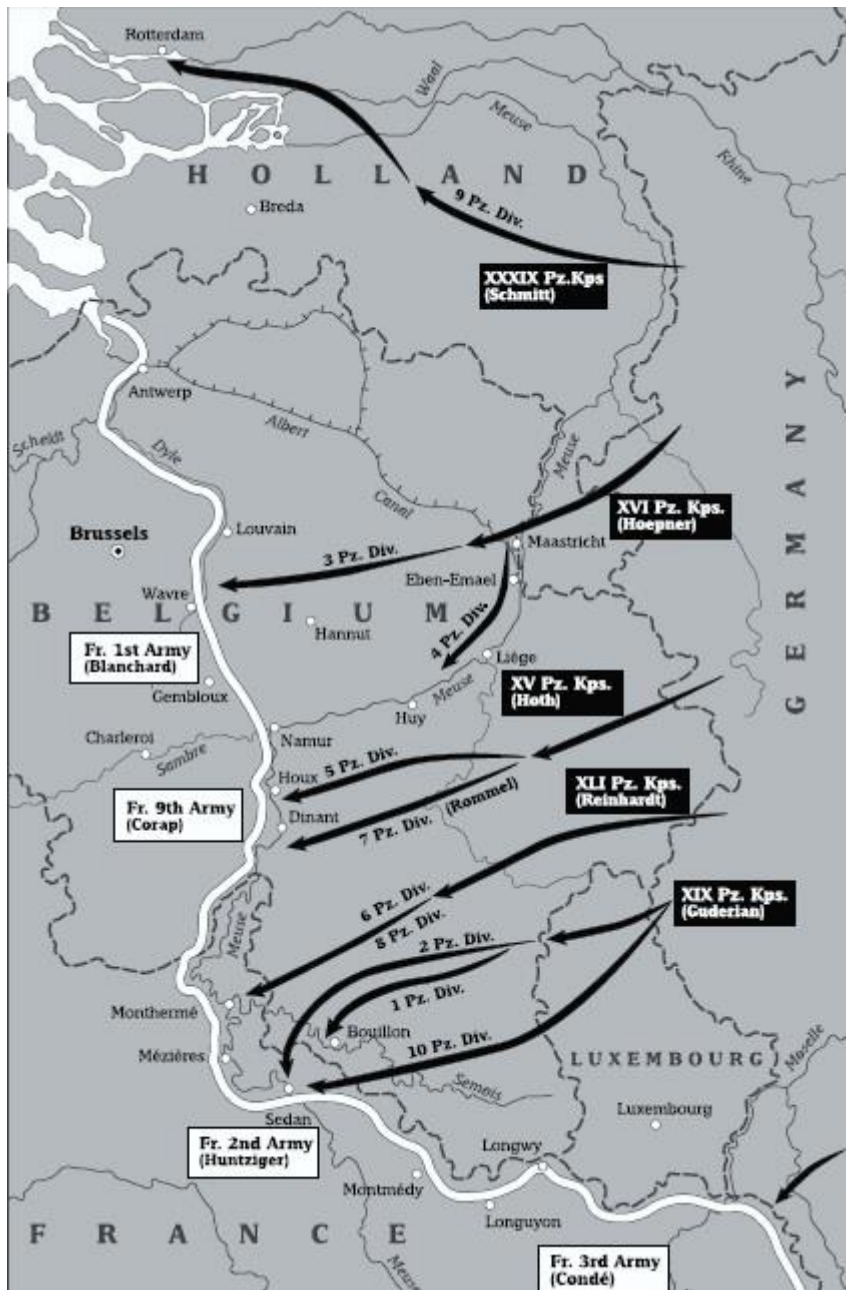 Rotterdam
Waal
Meuse
Rhine
HOLLAND
Breda
9 Pz. Div.
XXXIX Pz.Kps
(Schmitt)
Antwerp
Scheldt
Albert
Canal
Dyle
Meuse
GERMANY
XVI Pz. Kps.
(Hoepner)
Brussels
Louvain
Maastricht
3 Pz. Div.
Eben-Emael
Wavre
BELGIUM
Hannut
4 Pz. Div.
Fr. 1st Army
(Blanchard)
Liège
Gembloux
Meuse
XV Pz. Kps.
(Hoth)
Huy
Charleroi
Sambre
Namur
5 Pz. Div.
Houx
XLI Pz. Kps.
(Reinhardt)
Fr. 9th Army
(Corap)
Dinant
7 Pz. Div. (Rommel)
6 Pz. Div.
8 Pz. Div.
XIX Pz. Kps.
(Guderian)
Meuse
2 Pz. Div.
1 Pz. Div.
Monthermé
Bouillon
Mézières
10 Pz. Div.
LUXEMBOURG
Moselle
Semois
Sedan
Luxembourg
Fr. 2nd Army
(Huntziger)
Longwy
Montmédy
Longuyon
FRANCE
Meuse
Fr. 3rd Army
(Condé)